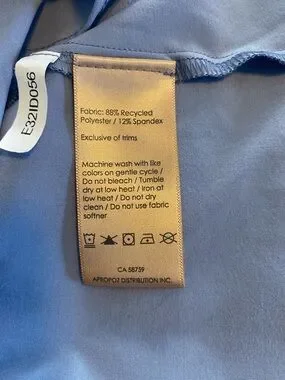 E32ID056
Fabric: 88% Recycled
Polyester / 12% Spandex
Exclusive of trims
Machine wash with like
colors on gentle cycle /
Do not bleach / Tumble
dry at low heat / Iron at
low heat / Do not dry
clean / Do not use fabric
softner
CA 58759
APROPOZ DISTRIBUTION INC.